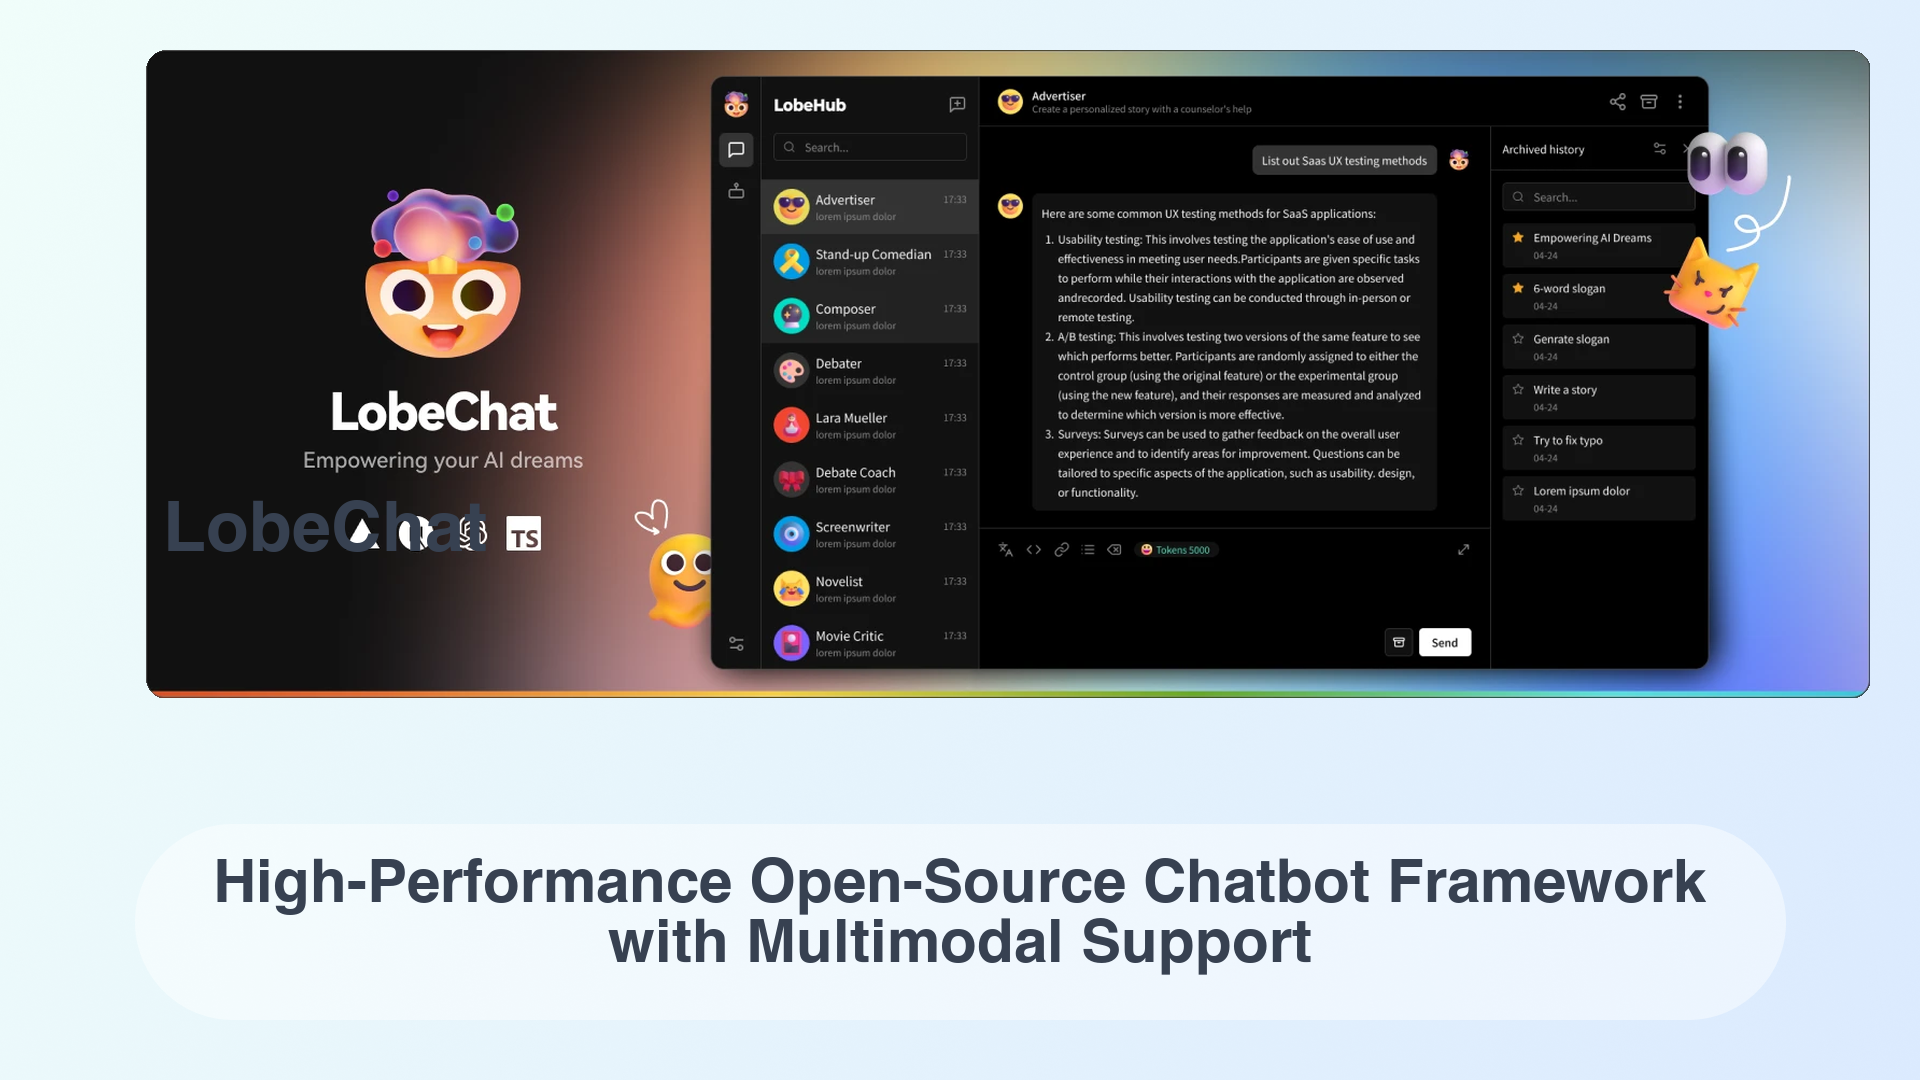 LobeChat
Empowering your AI dreams
LobeChat
TS
LobeHub
Search...
Advertiser
17:33
lorem ipsum dolor
Stand-up Comedian
17:33
lorem ipsum dolor
Composer
17:33
lorem ipsum dolor
Debater
17:33
lorem ipsum dolor
Lara Mueller
17:33
lorem ipsum dolor
Debate Coach
17:33
lorem ipsum dolor
Screenwriter
17:33
lorem ipsum dolor
Novelist
17:33
lorem ipsum dolor
Movie Critic
17:33
lorem ipsum dolor
Advertiser
Create a personalized story with a counselor's help
List out Saas UX testing methods
Here are some common UX testing methods for SaaS applications:
1. Usability testing: This involves testing the application's ease of use and
effectiveness in meeting user needs.Participants are given specific tasks
to perform while their interactions with the application are observed
andrecorded. Usability testing can be conducted through in-person or
remote testing.
2. A/B testing: This involves testing two versions of the same feature to see
which performs better. Participants are randomly assigned to either the
control group (using the original feature) or the experimental group
(using the new feature), and their responses are measured and analyzed
to determine which version is more effective.
3. Surveys: Surveys can be used to gather feedback on the overall user
experience and to identify areas for improvement. Questions can be
tailored to specific aspects of the application, such as usability. design,
or functionality.
Tokens 5000
Send
Archived history
Search...
Empowering AI Dreams
04-24
6-word slogan
04-24
Genrate slogan
04-24
Write a story
04-24
Try to fix typo
04-24
Lorem ipsum dolor
04-24
High-Performance Open-Source Chatbot Framework
with Multimodal Support